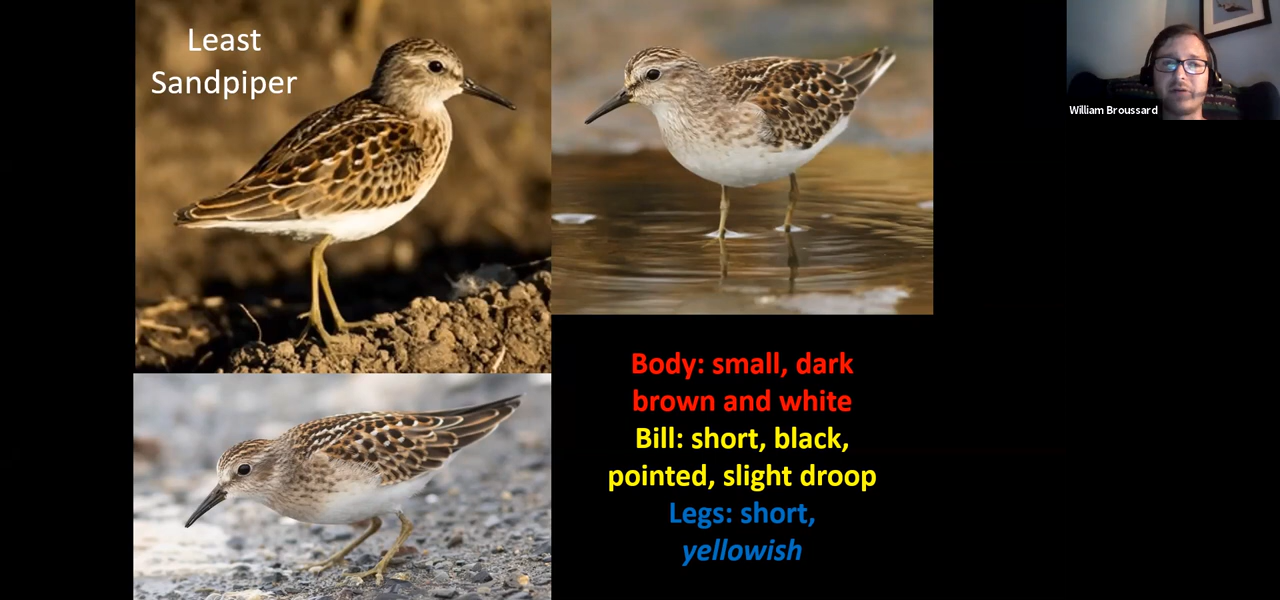 Least
Sandpiper
William Broussard
Body: small, dark
brown and white
Bill: short, black,
pointed, slight droop
Legs: short,
yellowish